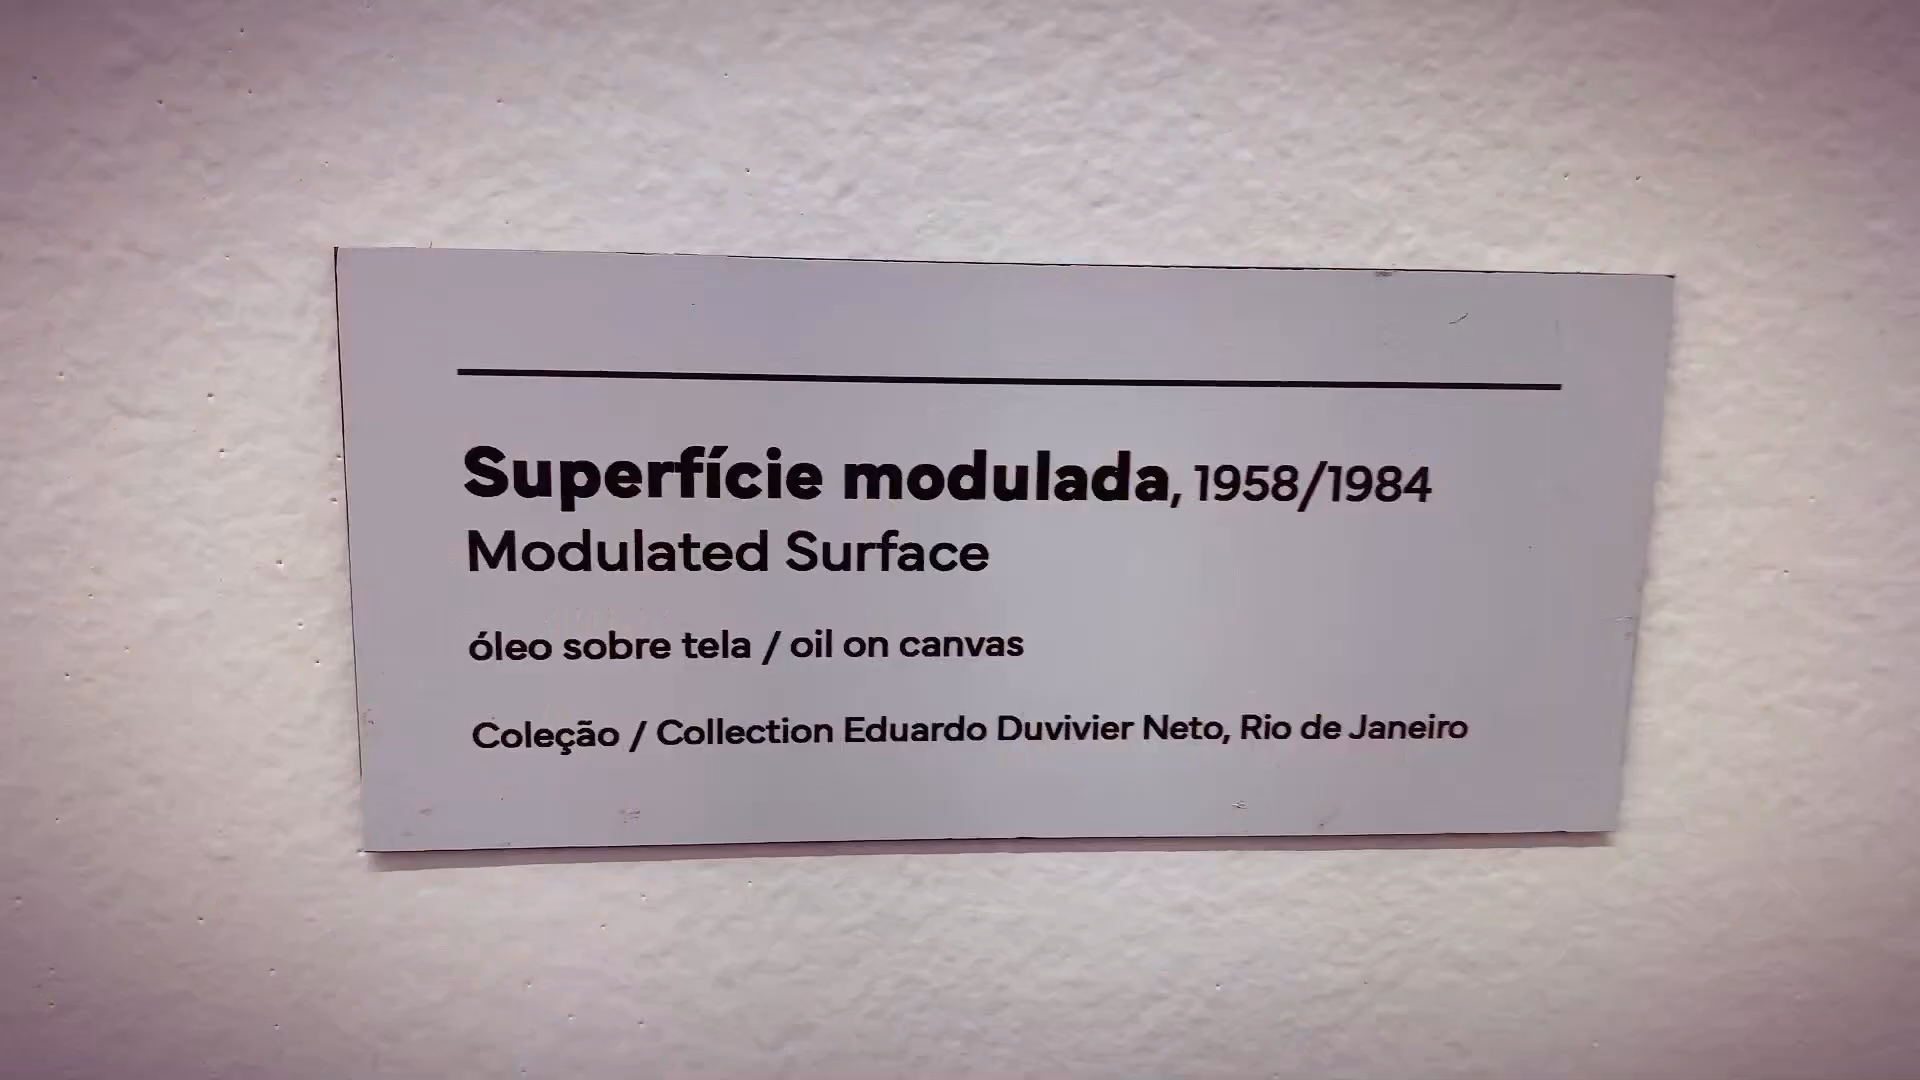 Superfície modulada, 1958/1984
Modulated Surface
óleo sobre tela / oil on canvas
Coleção / Collection Eduardo Duvivier Neto, Rio de Janeiro